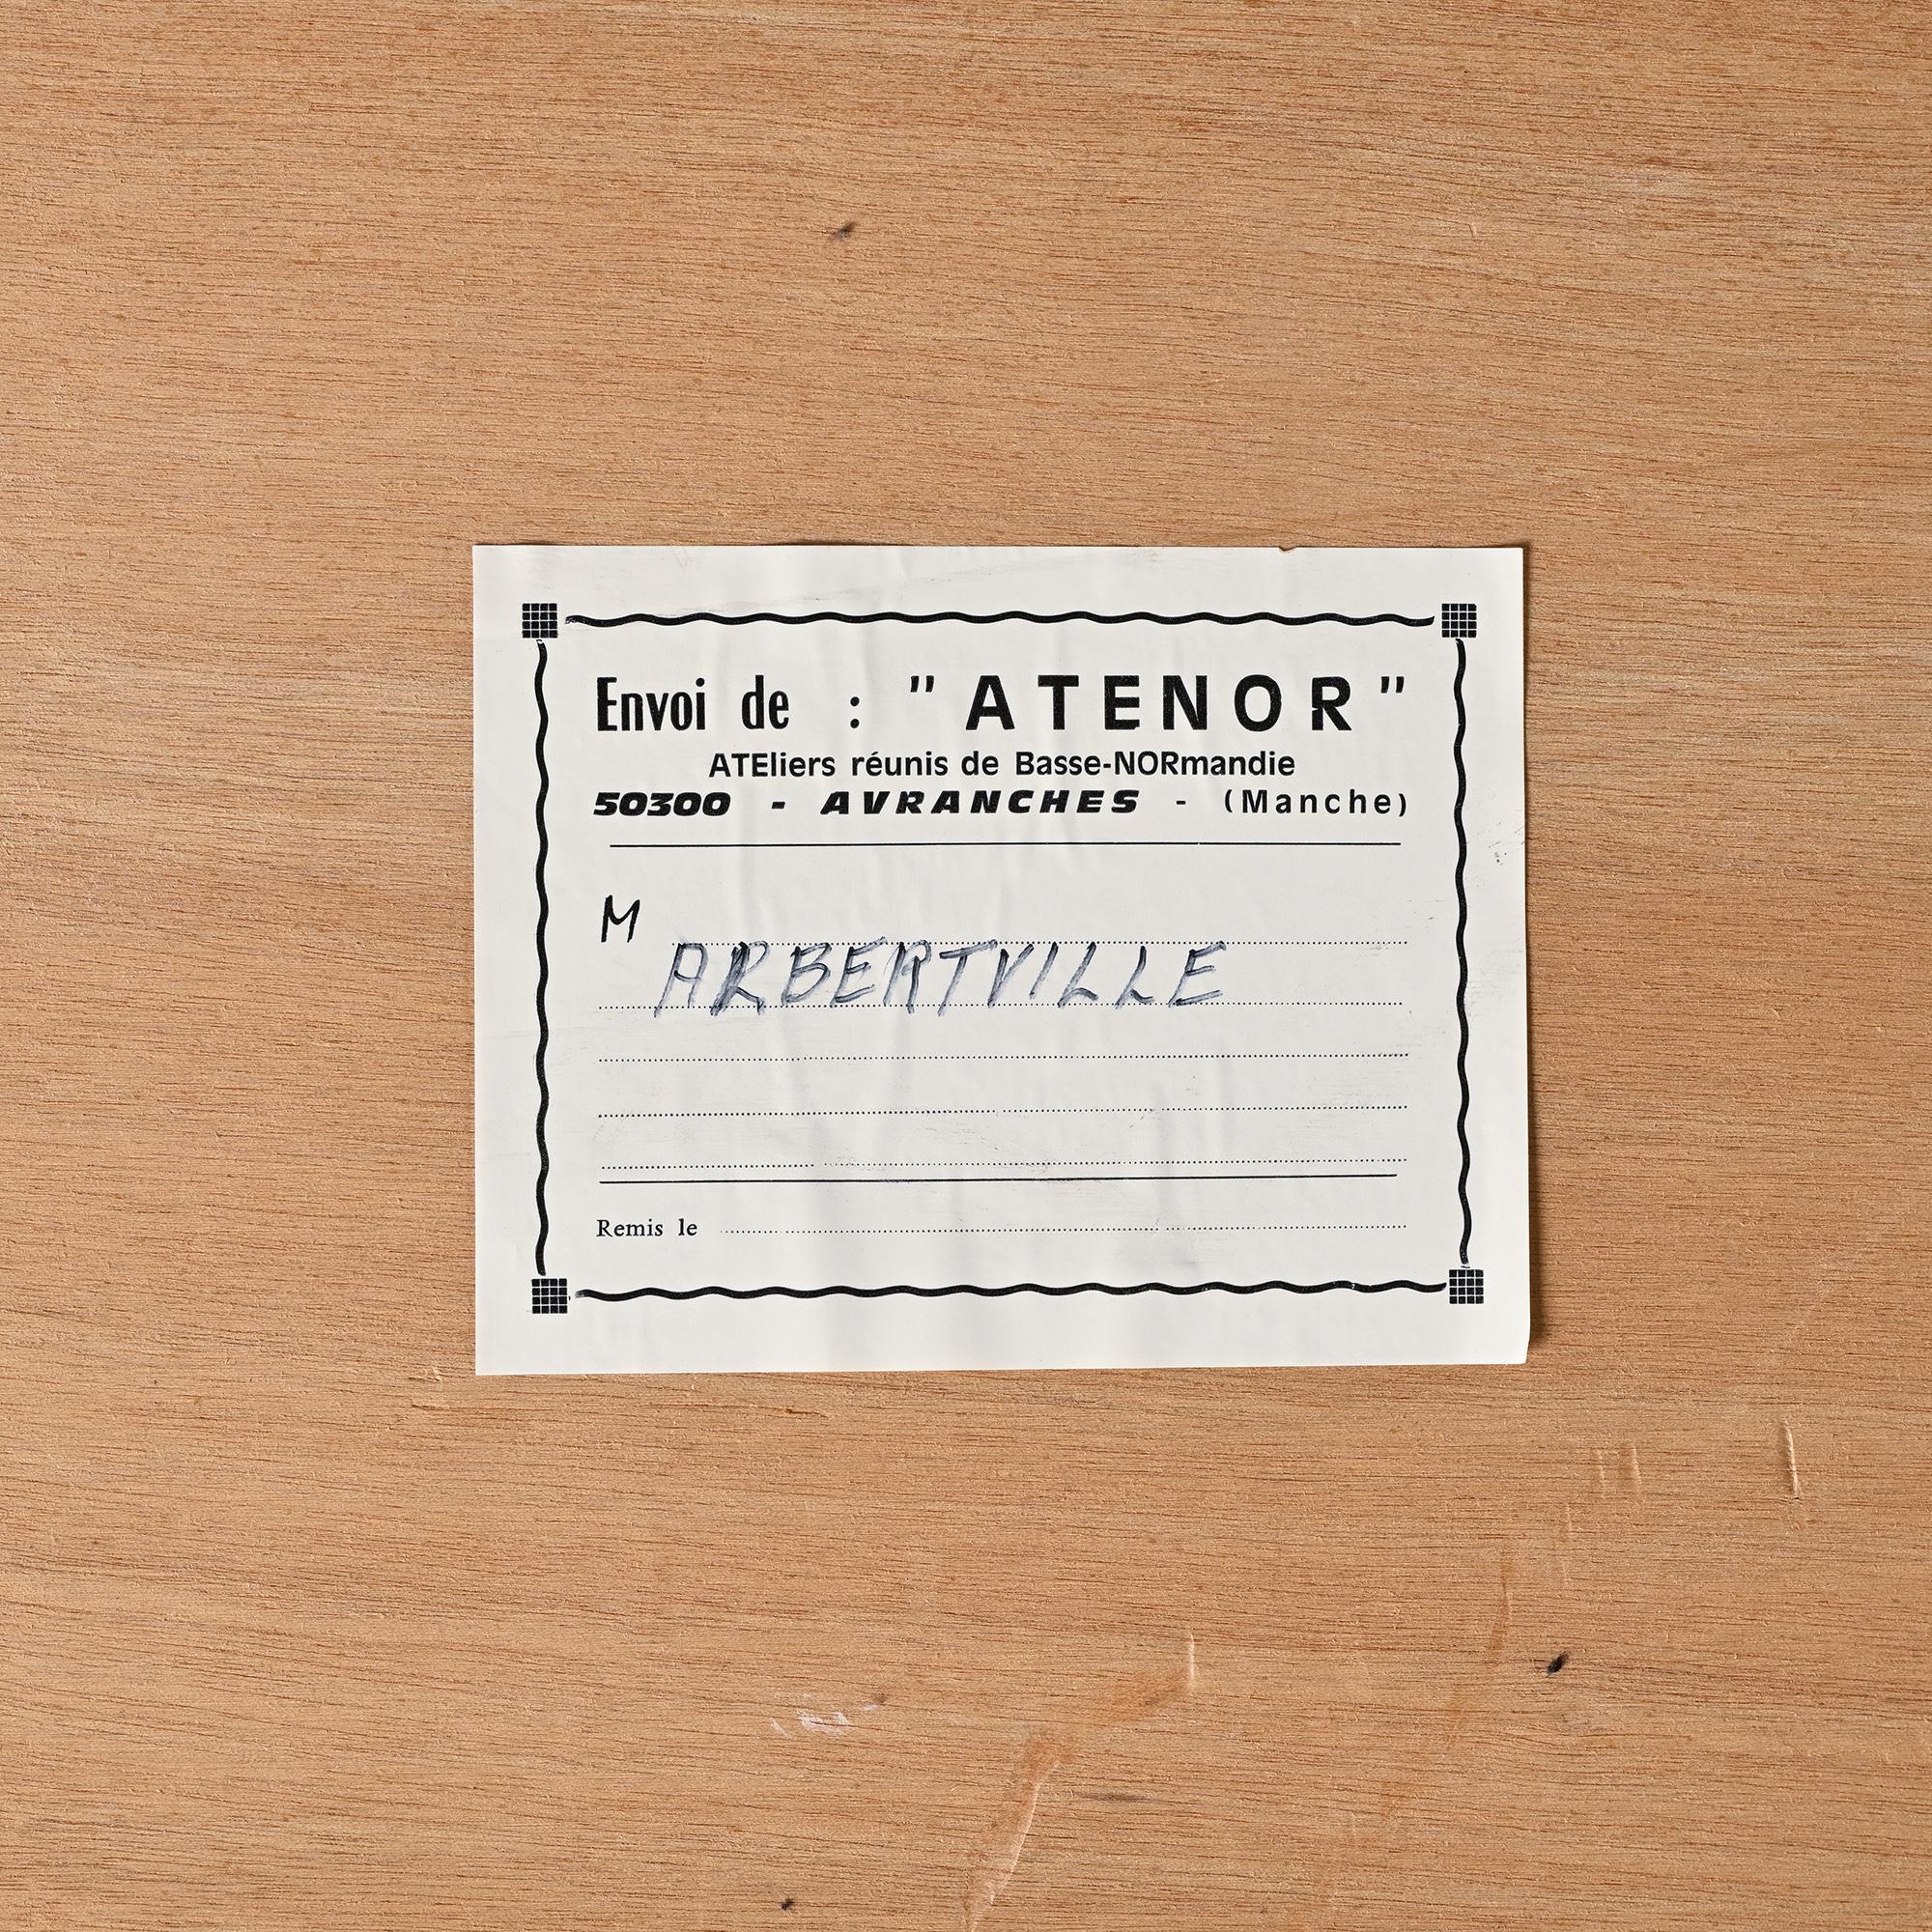 Envoi de : "ATENOR"
ATEliers réunis de Basse-NORmandie
50300 - AVRANCHES - (Manche)
M
ARBERTVILLE
Remis le